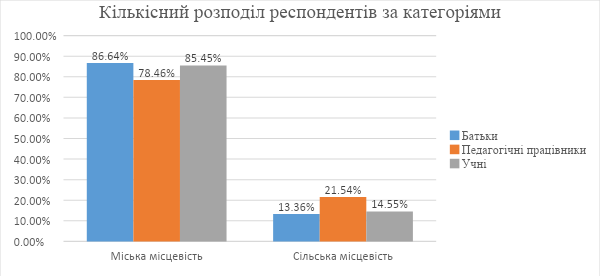 Кількісний розподіл респондентів за категоріями
100.00%
90.00%
80.00%
70.00%
60.00%
50.00%
40.00%
30.00%
20.00%
10.00%
0.00%
86.64%
78.46%
85.45%
13.36%
21.54%
14.55%
Міська місцевість
Сільська місцевість
Батьки
Педагогічні працівники
Учні